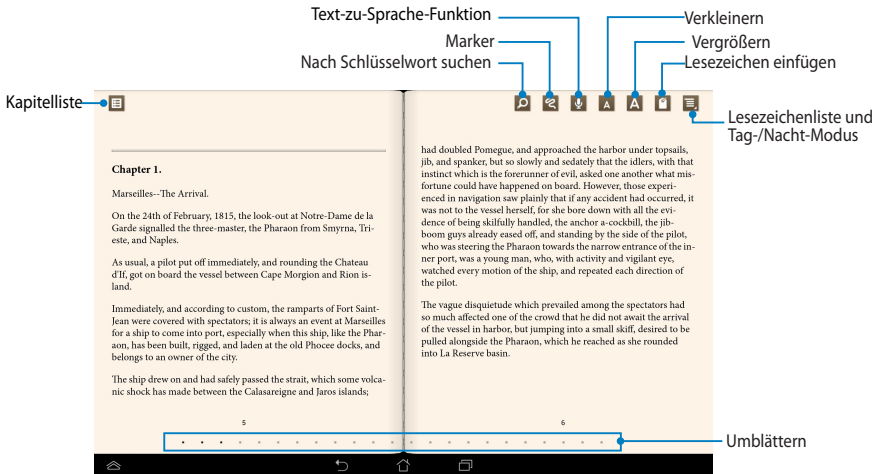 Text-zu-Sprache-Funktion
Marker
Nach Schlüsselwort suchen
Verkleinern
Vergrößern
Lesezeichen einfügen
Kapitelliste
Lesezeichenliste und
Tag-/Nacht-Modus
A
A
Chapter 1.
Marseilles--The Arrival.
On the 24th of February, 1815, the look-out at Notre-Dame de la
Garde signalled the three-master, the Pharaon from Smyrna, Tri-
este, and Naples.
As usual, a pilot put off immediately, and rounding the Chateau
d'If, got on board the vessel between Cape Morgion and Rion is-
land.
Immediately, and according to custom, the ramparts of Fort Saint-
Jean were covered with spectators; it is always an event at Marseilles
for a ship to come into port, especially when this ship, like the Phar-
aon, has been built, rigged, and laden at the old Phocee docks, and
belongs to an owner of the city.
The ship drew on and had safely passed the strait, which some volca-
nic shock has made between the Calasareigne and Jaros islands;
5
had doubled Pomegue, and approached the harbor under topsails,
jib, and spanker, but so slowly and sedately that the idlers, with that
instinct which is the forerunner of evil, asked one another what mis-
fortune could have happened on board. However, those experi-
enced in navigation saw plainly that if any accident had occurred, it
was not to the vessel herself, for she bore down with all the evi-
dence of being skilfully handled, the anchor a-cockbill, the jib-
boom guys already eased off, and standing by the side of the pilot,
who was steering the Pharaon towards the narrow entrance of the in-
ner port, was a young man, who, with activity and vigilant eye,
watched every motion of the ship, and repeated each direction of
the pilot.
The vague disquietude which prevailed among the spectators had
so much affected one of the crowd that he did not await the arrival
of the vessel in harbor, but jumping into a small skiff, desired to be
pulled alongside the Pharaon, which he reached as she rounded
into La Reserve basin.
6
Umblättern